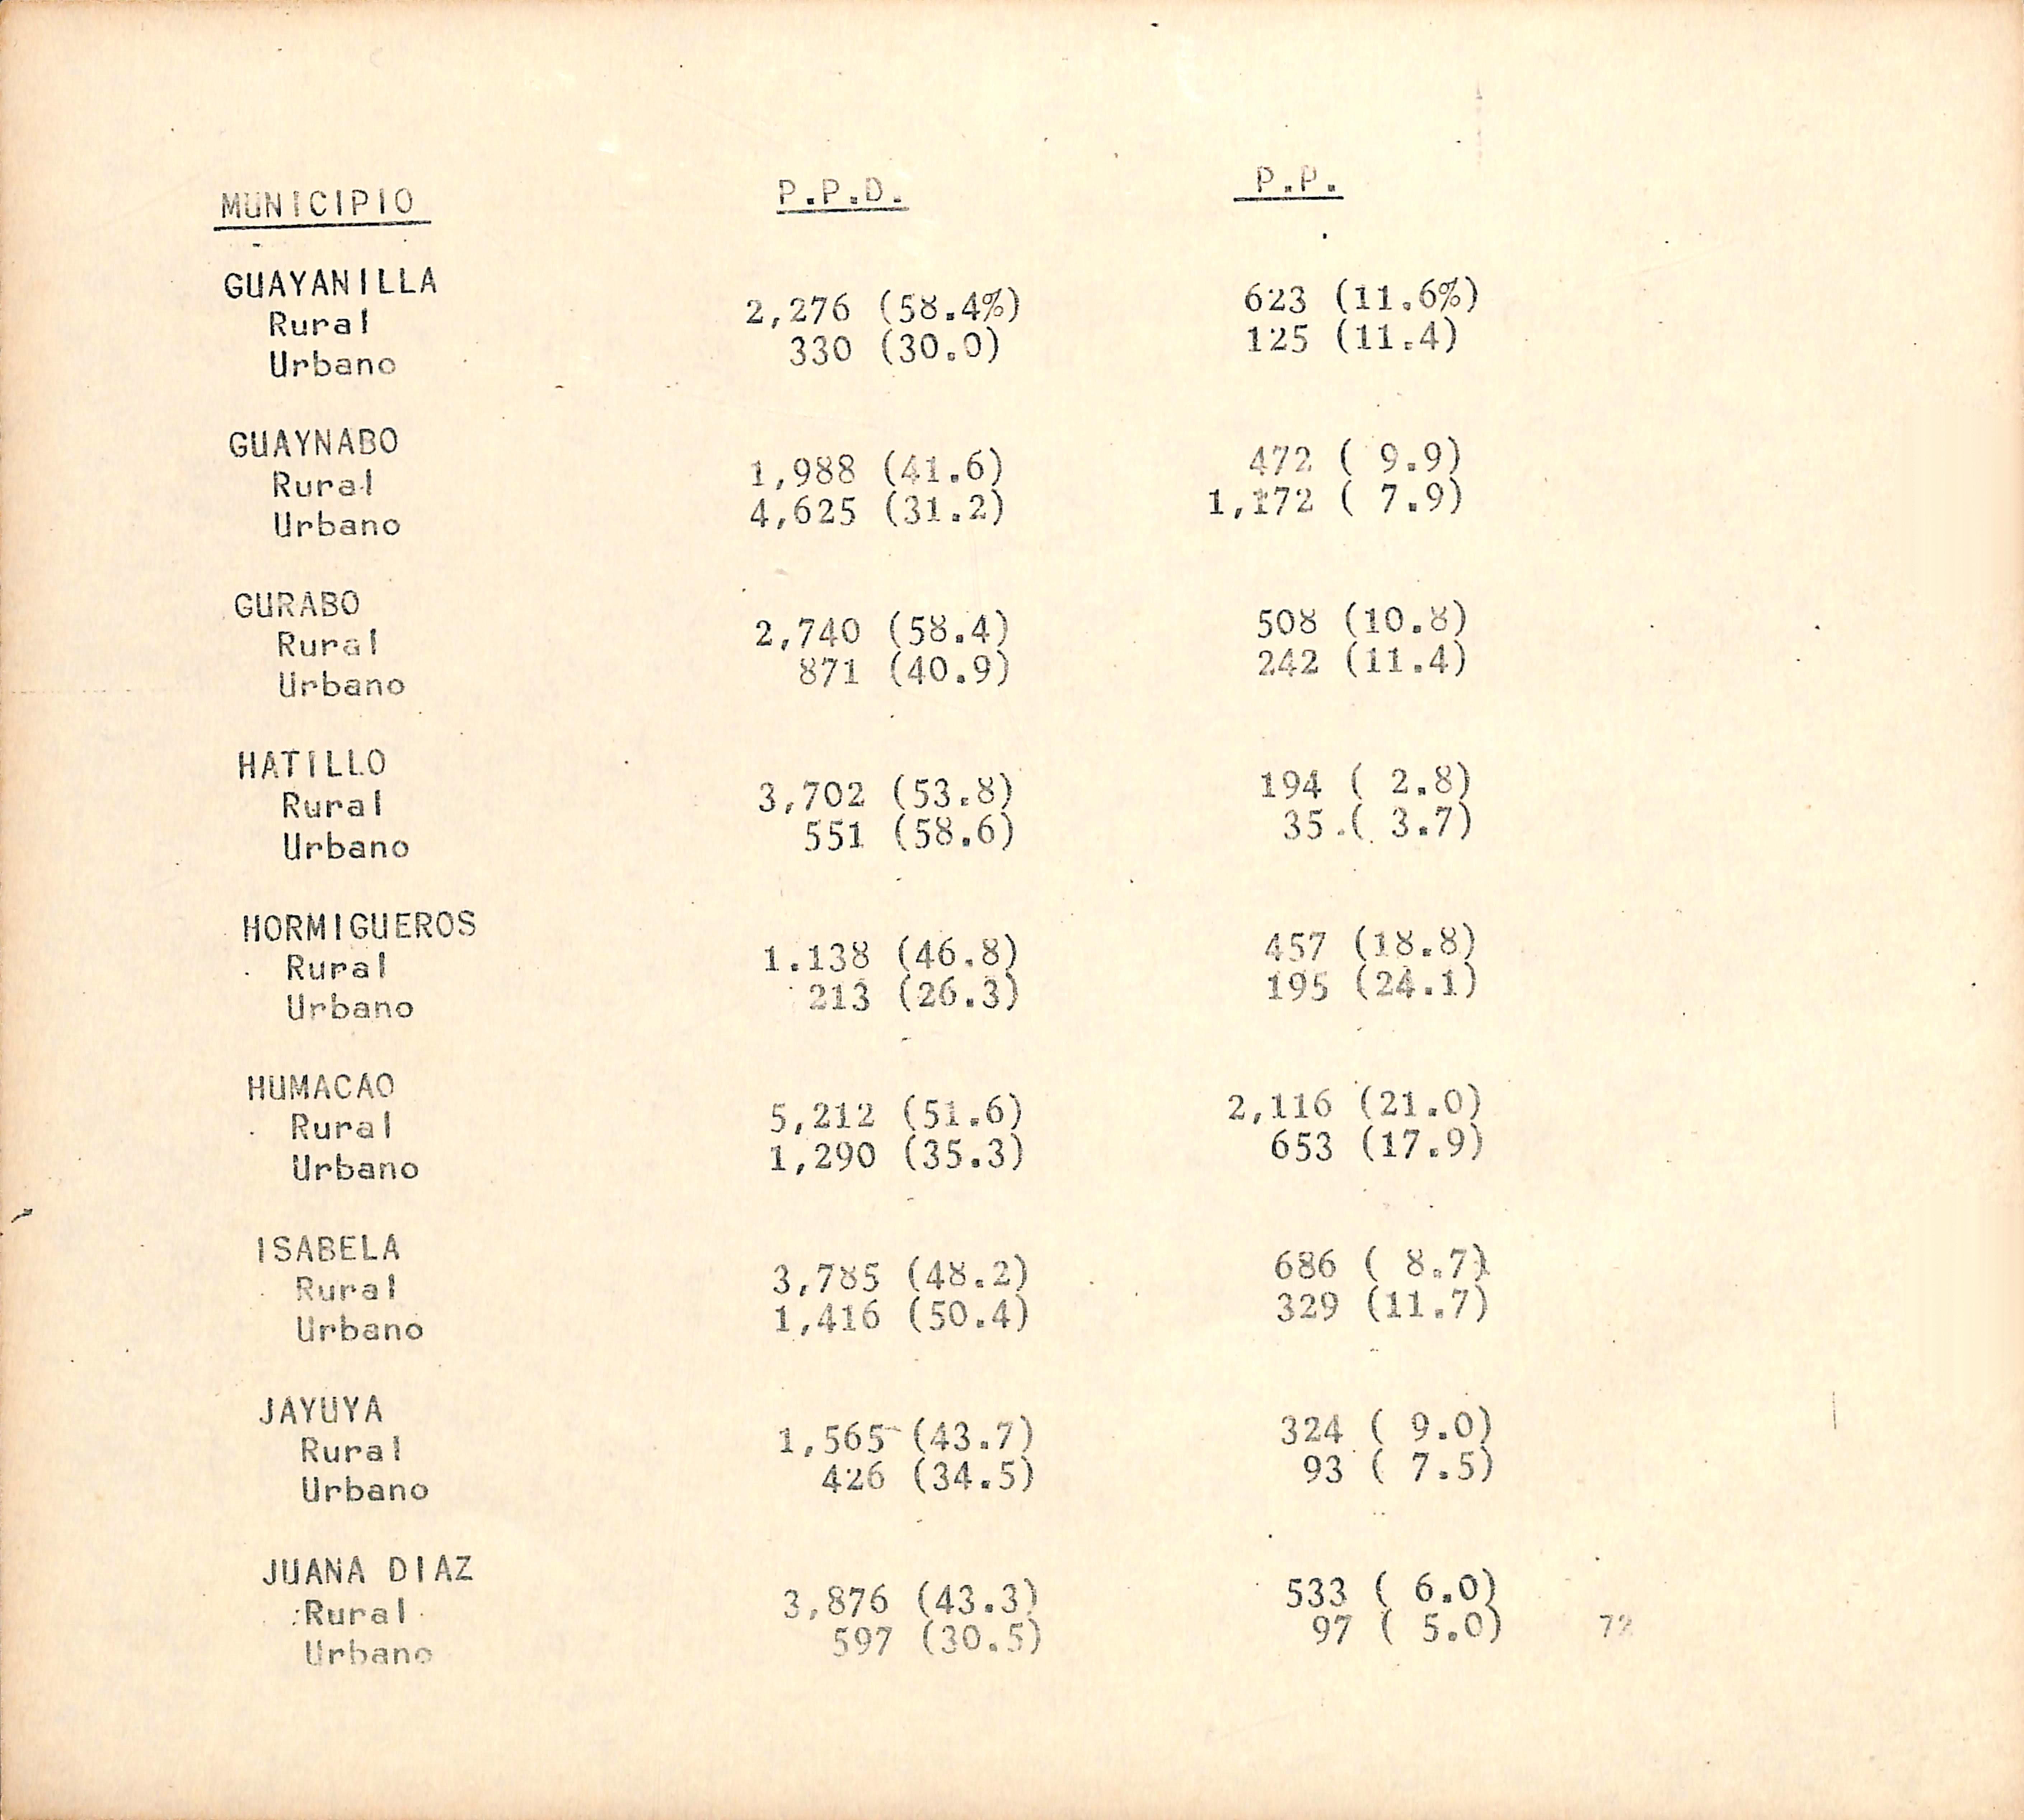 MUNICIPIO P.P.D. P.P.
GUAYANILLA
Rural 2,276 (58.4%) 623 (11.6%)
Urbano 330 (30.0) 125 (11.4)
GUAYNABO
Rural 1,988 (41.6) 472 ( 9.9)
Urbano 4,625 (31.2) 1,172 ( 7.9)
GURABO
Rural 2,740 (58.4) 508 (10.8)
Urbano 871 (40.9) 242 (11.4)
HATILLO
Rural 3,702 (53.8) 194 ( 2.8)
Urbano 551 (58.6) 35 ( 3.7)
HORMIGUEROS
Rural 1.138 (46.8) 457 (18.8)
Urbano 213 (26.3) 195 (24.1)
HUMACAO
Rural 5,212 (51.6) 2,116 (21.0)
Urbano 1,290 (35.3) 653 (17.9)
ISABELA
Rural 3,785 (48.2) 686 ( 8.7)
Urbano 1,416 (50.4) 329 (11.7)
JAYUYA
Rural 1,565 (43.7) 324 ( 9.0)
Urbano 426 (34.5) 93 ( 7.5)
JUANA DIAZ
Rural 3,876 (43.3) 533 ( 6.0)
Urbano 597 (30.5) 97 ( 5.0) 72